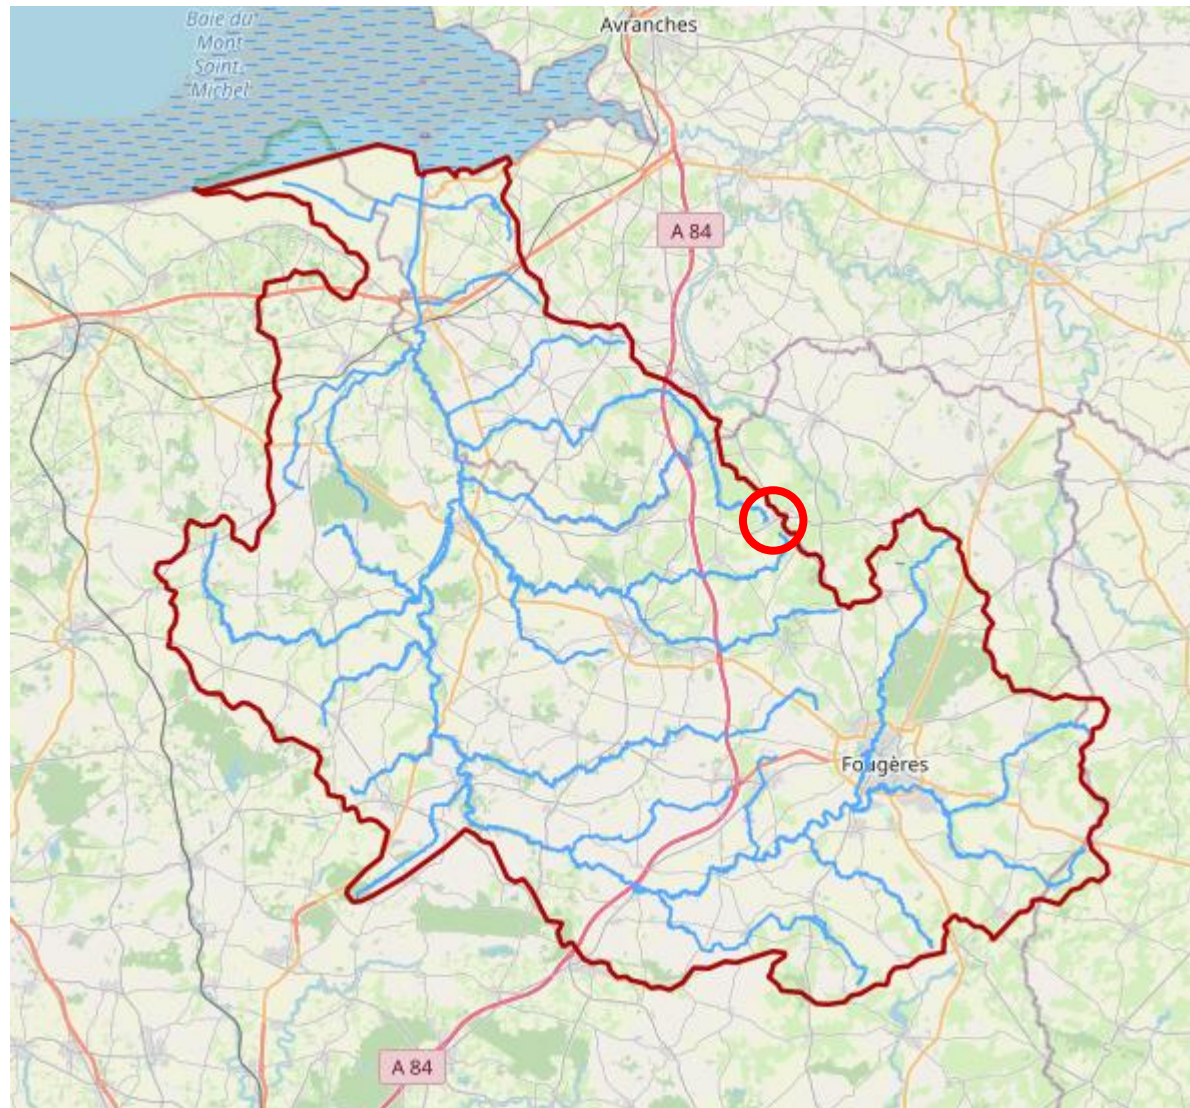 Baie du
Mont
Saint-
Michel
Avranches
A 84
Fougères
A 84